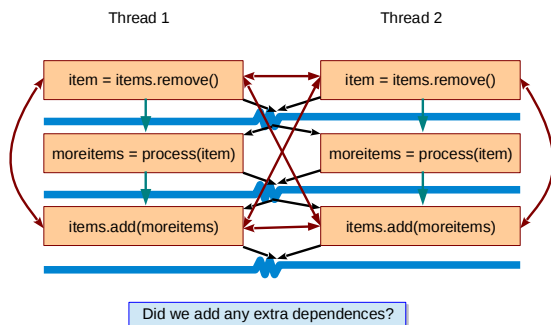 Thread 1
Thread 2
item = items.remove()
item = items.remove()
moreitems = process(item)
moreitems = process(item)
items.add(moreitems)
items.add(moreitems)
Did we add any extra dependences?